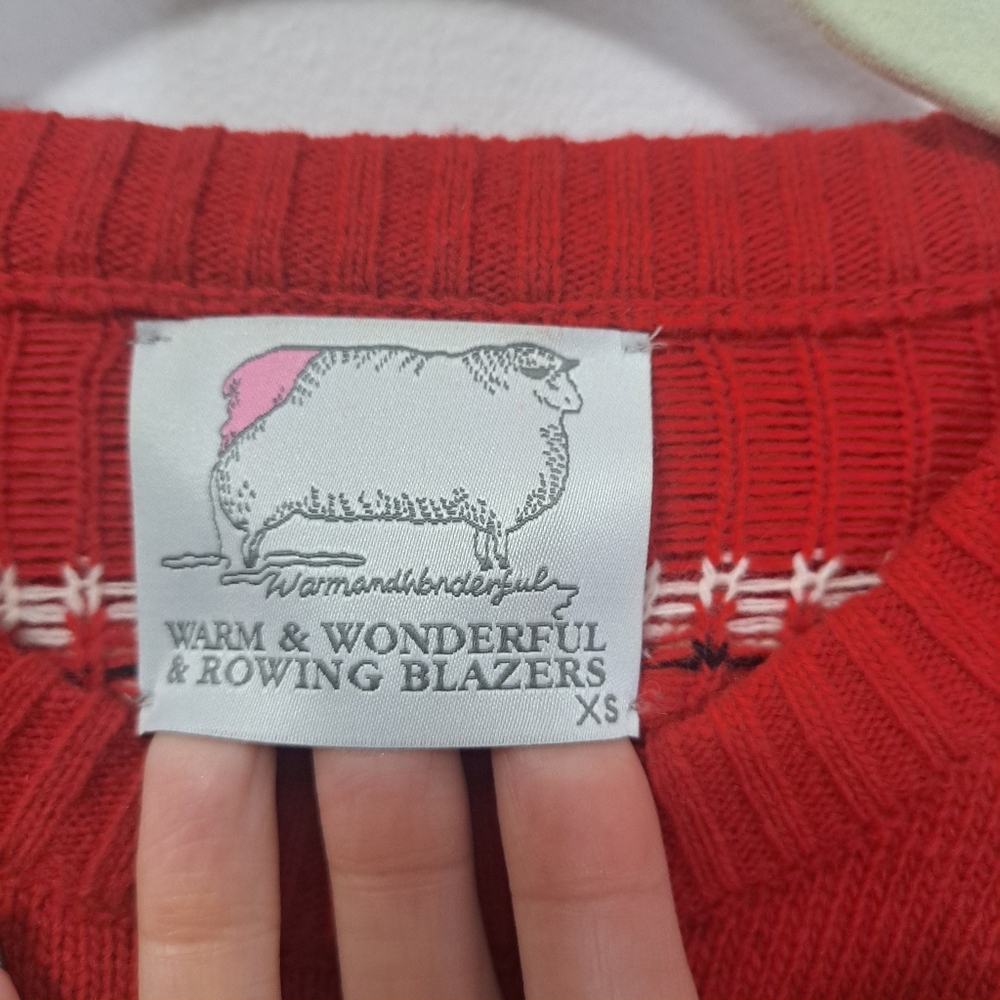 WarmandWonderful
WARM & WONDERFUL
& ROWING BLAZERS
XS